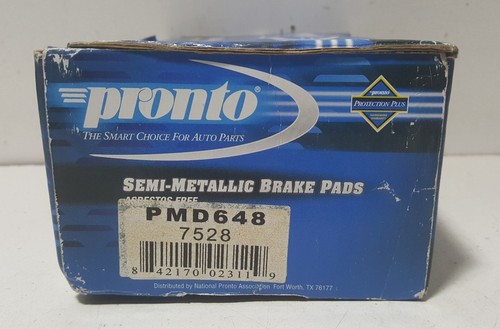 pronto®
THE SMART CHOICE FOR AUTO PARTS
pronto
PROTECTION PLUS
SEMI-METALLIC BRAKE PADS
ASBESTOS FREE
PMD648
7528
8 42170 02311 9
Distributed by National Pronto Association Fort Worth, TX 76177